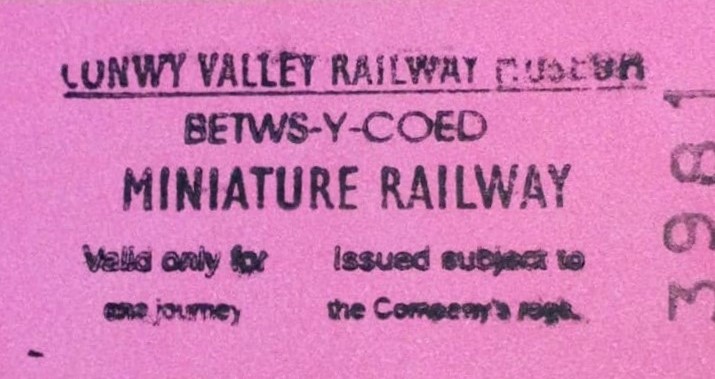 CONWY VALLEY RAILWAY MUSEUM
BETWS-Y-COED
MINIATURE RAILWAY
Valid only for
one journey
Issued subject to
the Company's regs.
3981